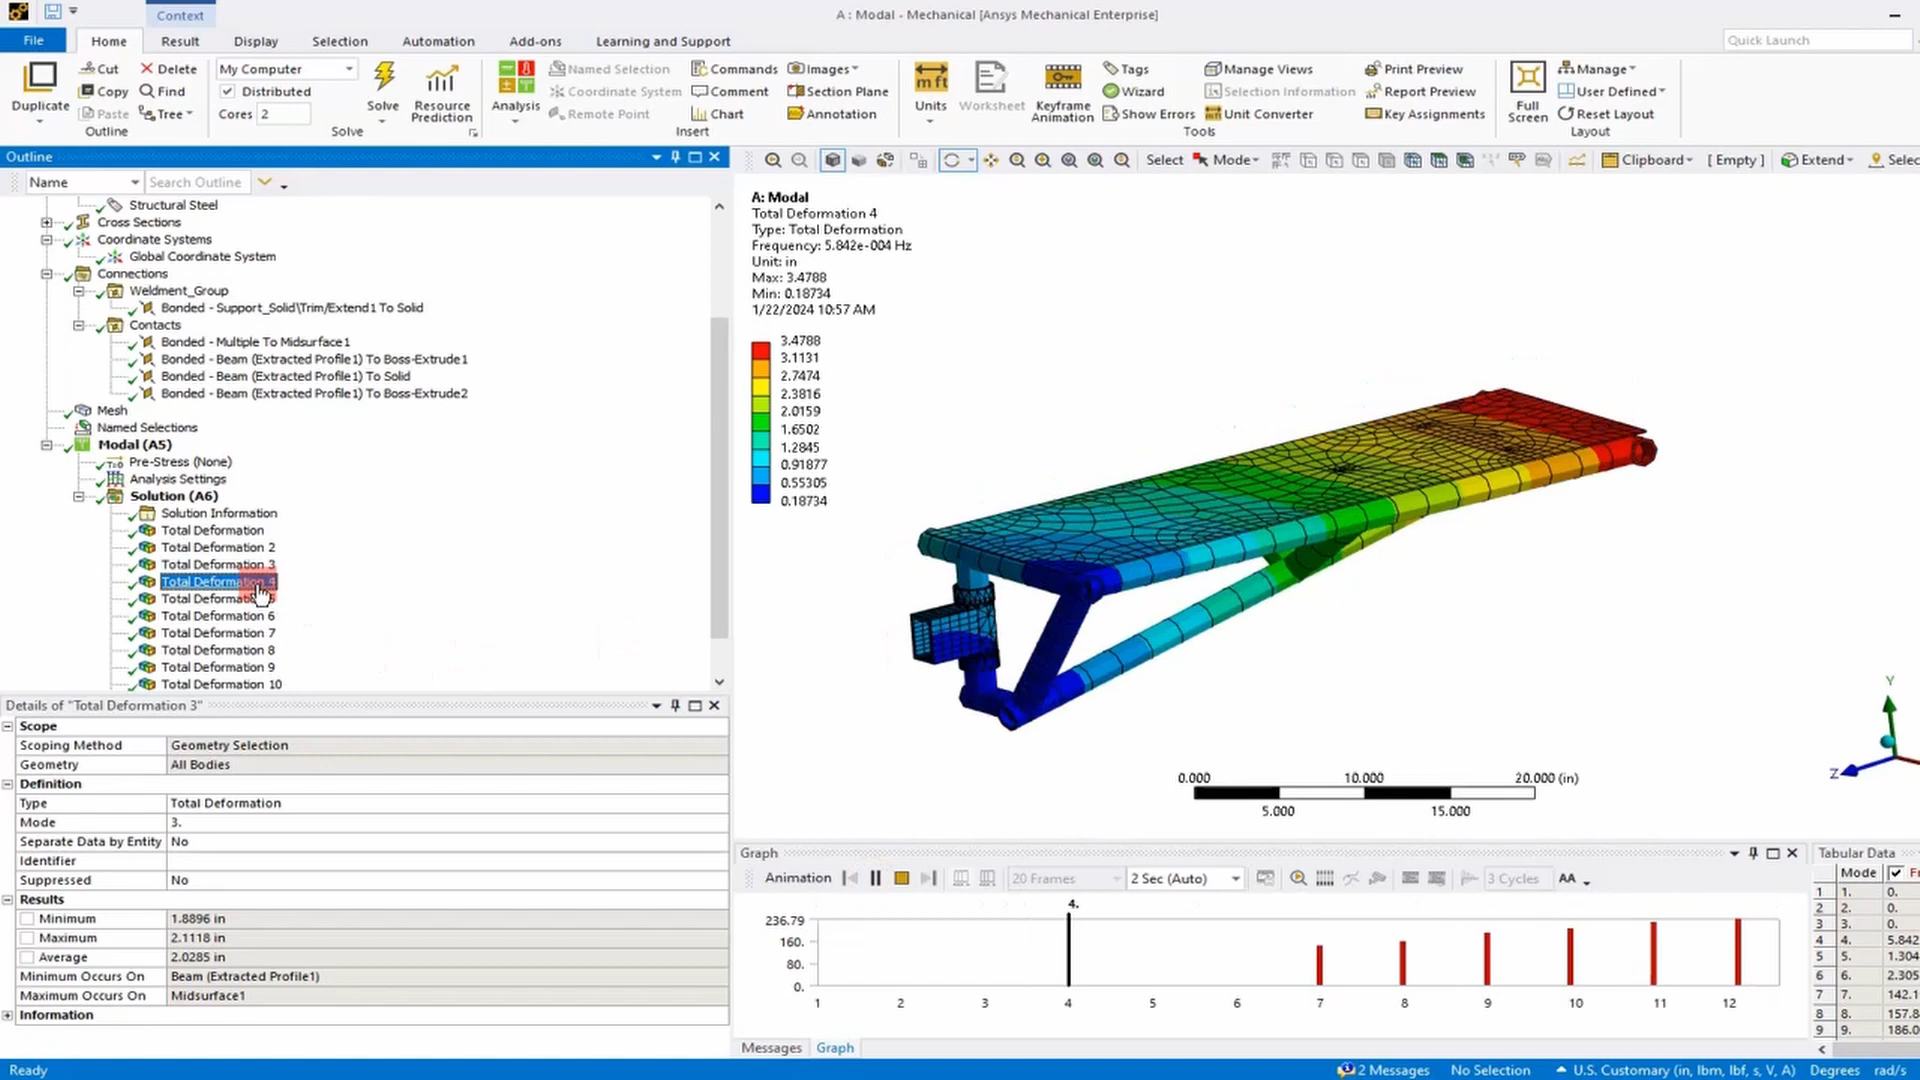 Context
A : Modal - Mechanical [Ansys Mechanical Enterprise]
File Home Result Display Selection Automation Add-ons Learning and Support
Quick Launch
Duplicate
Cut
Delete
Copy
Find
Paste
Tree
Outline
My Computer
Distributed
Cores 2
Solve
Resource Prediction
Solve
Analysis
Named Selection
Coordinate System
Remote Point
Commands
Comment
Chart
Images
Section Plane
Annotation
Insert
Units
Worksheet
Keyframe Animation
Tags
Wizard
Show Errors
Manage Views
Selection Information
Unit Converter
Print Preview
Report Preview
Key Assignments
Tools
Full Screen
Manage
User Defined
Reset Layout
Layout
Outline
Name
Search Outline
Structural Steel
Cross Sections
Coordinate Systems
Global Coordinate System
Connections
Weldment_Group
Bonded - Support_Solid\Trim/Extend1 To Solid
Contacts
Bonded - Multiple To Midsurface1
Bonded - Beam (Extracted Profile1) To Boss-Extrude1
Bonded - Beam (Extracted Profile1) To Solid
Bonded - Beam (Extracted Profile1) To Boss-Extrude2
Mesh
Named Selections
Modal (A5)
Pre-Stress (None)
Analysis Settings
Solution (A6)
Solution Information
Total Deformation
Total Deformation 2
Total Deformation 3
Total Deformation 4
Total Deformation 5
Total Deformation 6
Total Deformation 7
Total Deformation 8
Total Deformation 9
Total Deformation 10
Details of "Total Deformation 3"
Scope
Scoping Method Geometry Selection
Geometry All Bodies
Definition
Type Total Deformation
Mode 3.
Separate Data by Entity No
Identifier
Suppressed No
Results
Minimum 1.8896 in
Maximum 2.1118 in
Average 2.0285 in
Minimum Occurs On Beam (Extracted Profile1)
Maximum Occurs On Midsurface1
Information
Select Mode Clipboard [ Empty ] Extend Selec
A: Modal
Total Deformation 4
Type: Total Deformation
Frequency: 5.842e-004 Hz
Unit: in
Max: 3.4788
Min: 0.18734
1/22/2024 10:57 AM
3.4788
3.1131
2.7474
2.3816
2.0159
1.6502
1.2845
0.91877
0.55305
0.18734
0.000 10.000 20.000 (in)
5.000 15.000
Y
Z
Graph
Animation 20 Frames 2 Sec (Auto) 3 Cycles AA
4.
236.79
160.
80.
0.
1 2 3 4 5 6 7 8 9 10 11 12
Messages Graph
Tabular Data
Mode
1 1. 0.
2 2. 0.
3 3. 0.
4 4. 5.842
5 5. 1.304
6 6. 2.305
7 7. 142.1
8 8. 157.8
9 9. 186.0
Ready
2 Messages No Selection U.S. Customary (in, lbm, lbf, s, V, A) Degrees rad/s